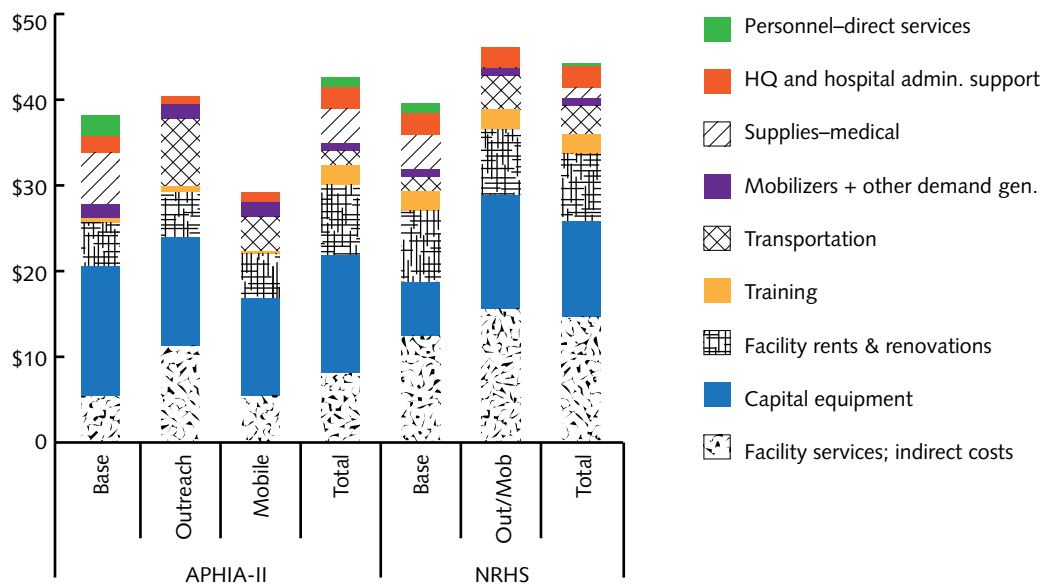 $50
$40
$30
$20
$10
0
Base
Outreach
Mobile
Total
Base
Out/Mob
Total
APHIA-II
NRHS
Personnel–direct services
HQ and hospital admin. support
Supplies–medical
Mobilizers + other demand gen.
Transportation
Training
Facility rents & renovations
Capital equipment
Facility services; indirect costs